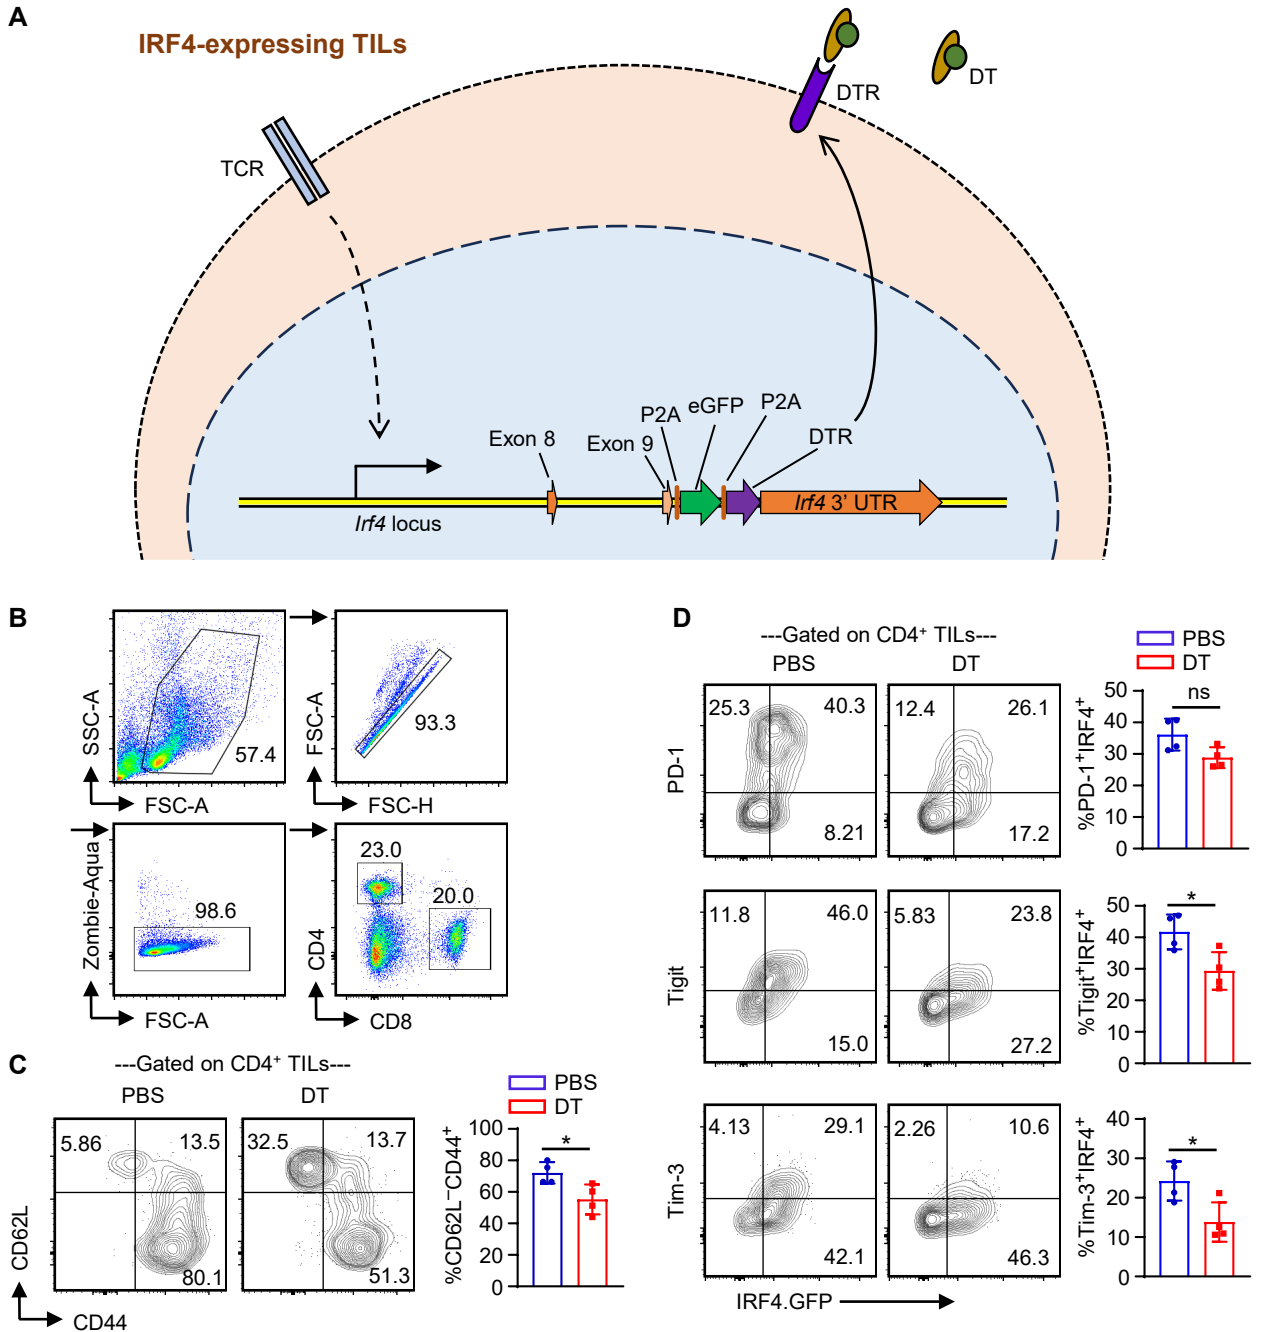 A
IRF4-expressing TILs
DTR
DT
TCR
P2A
eGFP
P2A
Exon 8
Exon 9
DTR
Irf4 locus
Irf4 3' UTR
B
SSC-A
57.4
FSC-A
FSC-A
93.3
FSC-H
Zombie-Aqua
98.6
FSC-A
CD4
23.0
20.0
CD8
C
---Gated on CD4⁺ TILs---
PBS
DT
5.86
13.5
80.1
32.5
13.7
51.3
CD62L
CD44
PBS
DT
%CD62L⁻CD44⁺
100
80
60
40
20
0
*
D
---Gated on CD4⁺ TILs---
PBS
DT
PBS
DT
PD-1
25.3
40.3
8.21
12.4
26.1
17.2
%PD-1⁺IRF4⁺
50
40
30
20
10
0
ns
Tigit
11.8
46.0
15.0
5.83
23.8
27.2
%Tigit⁺IRF4⁺
50
40
30
20
10
0
*
Tim-3
4.13
29.1
42.1
2.26
10.6
46.3
%Tim-3⁺IRF4⁺
40
30
20
10
0
*
IRF4.GFP